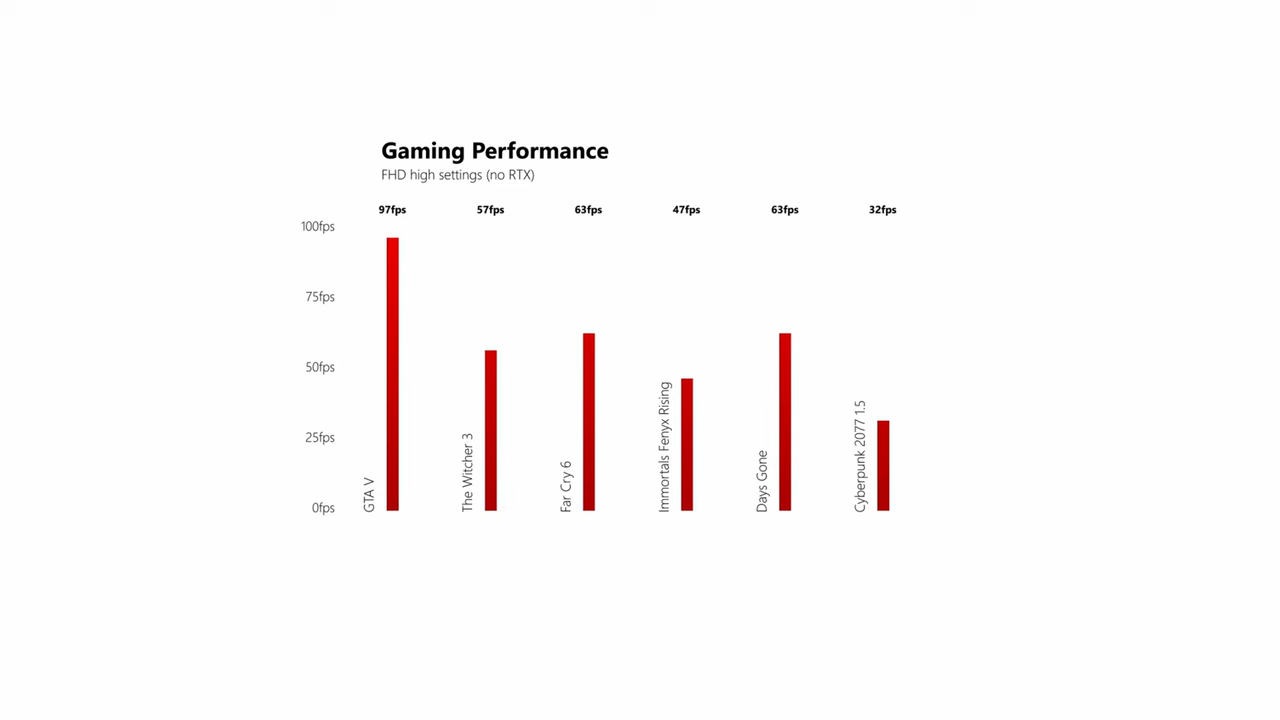 Gaming Performance
FHD high settings (no RTX)
97fps 57fps 63fps 47fps 63fps 32fps
100fps
75fps
50fps
25fps
0fps
GTA V
The Witcher 3
Far Cry 6
Immortals Fenyx Rising
Days Gone
Cyberpunk 2077 1.5